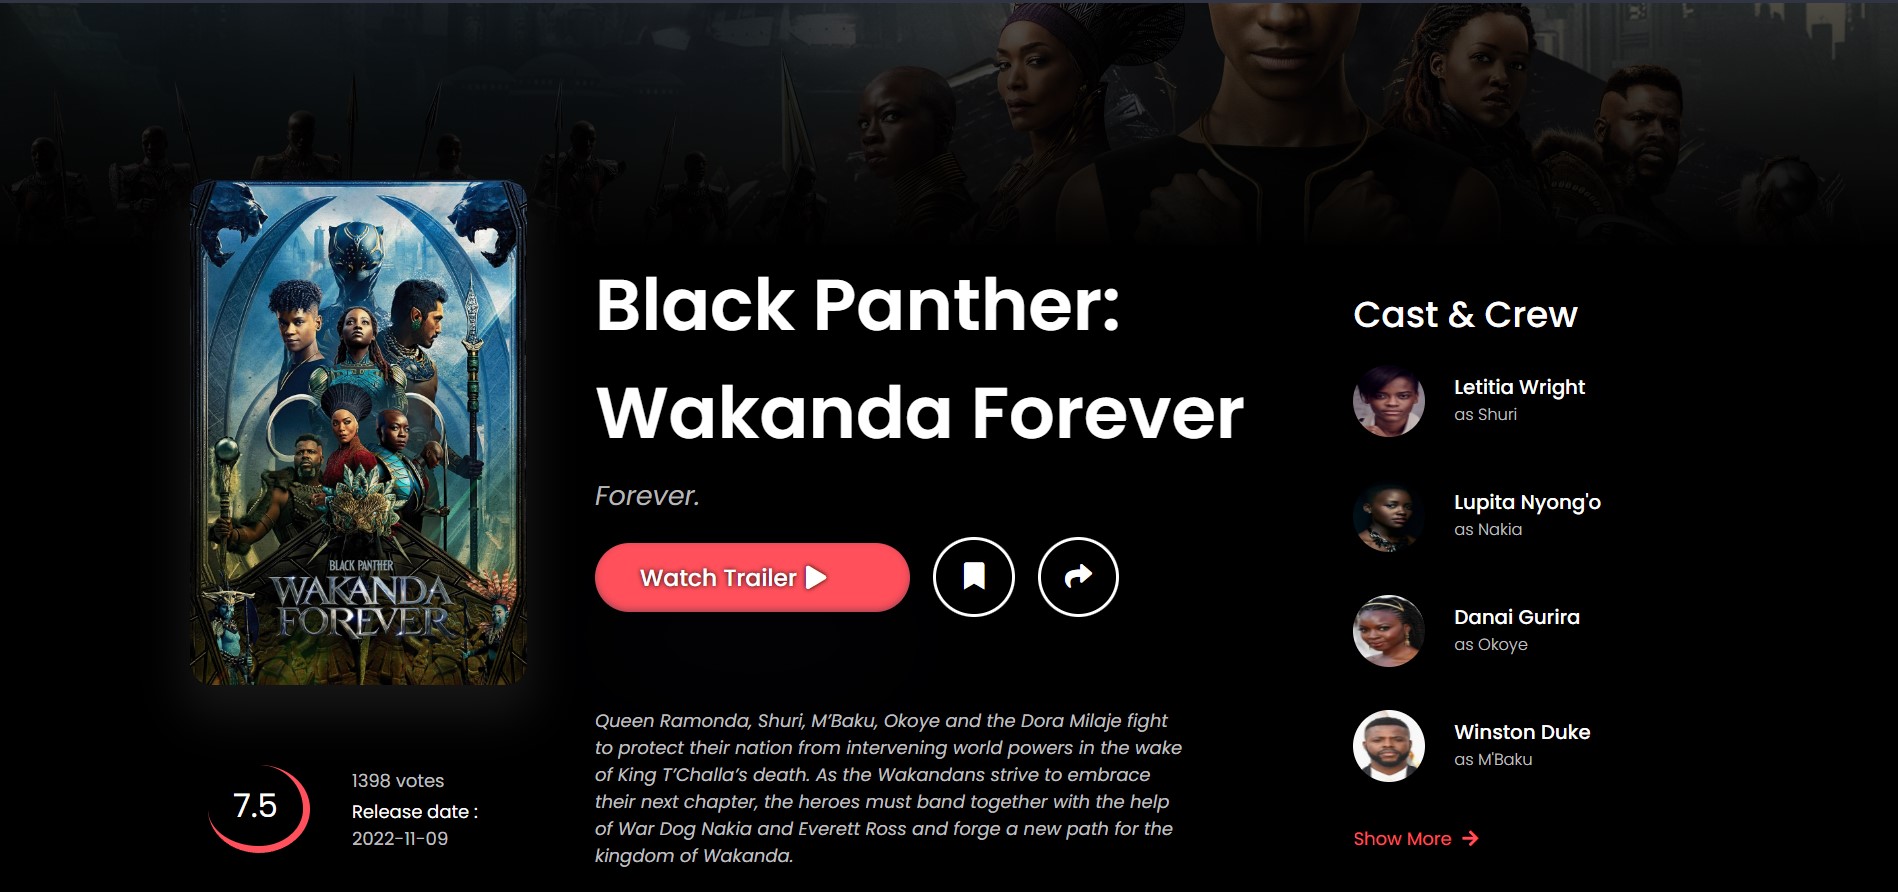 BLACK PANTHER
WAKANDA
FOREVER
7.5
1398 votes
Release date :
2022-11-09
Black Panther:
Wakanda Forever
Forever.
Watch Trailer
Queen Ramonda, Shuri, M’Baku, Okoye and the Dora Milaje fight
to protect their nation from intervening world powers in the wake
of King T’Challa’s death. As the Wakandans strive to embrace
their next chapter, the heroes must band together with the help
of War Dog Nakia and Everett Ross and forge a new path for the
kingdom of Wakanda.
Cast & Crew
Letitia Wright
as Shuri
Lupita Nyong'o
as Nakia
Danai Gurira
as Okoye
Winston Duke
as M'Baku
Show More